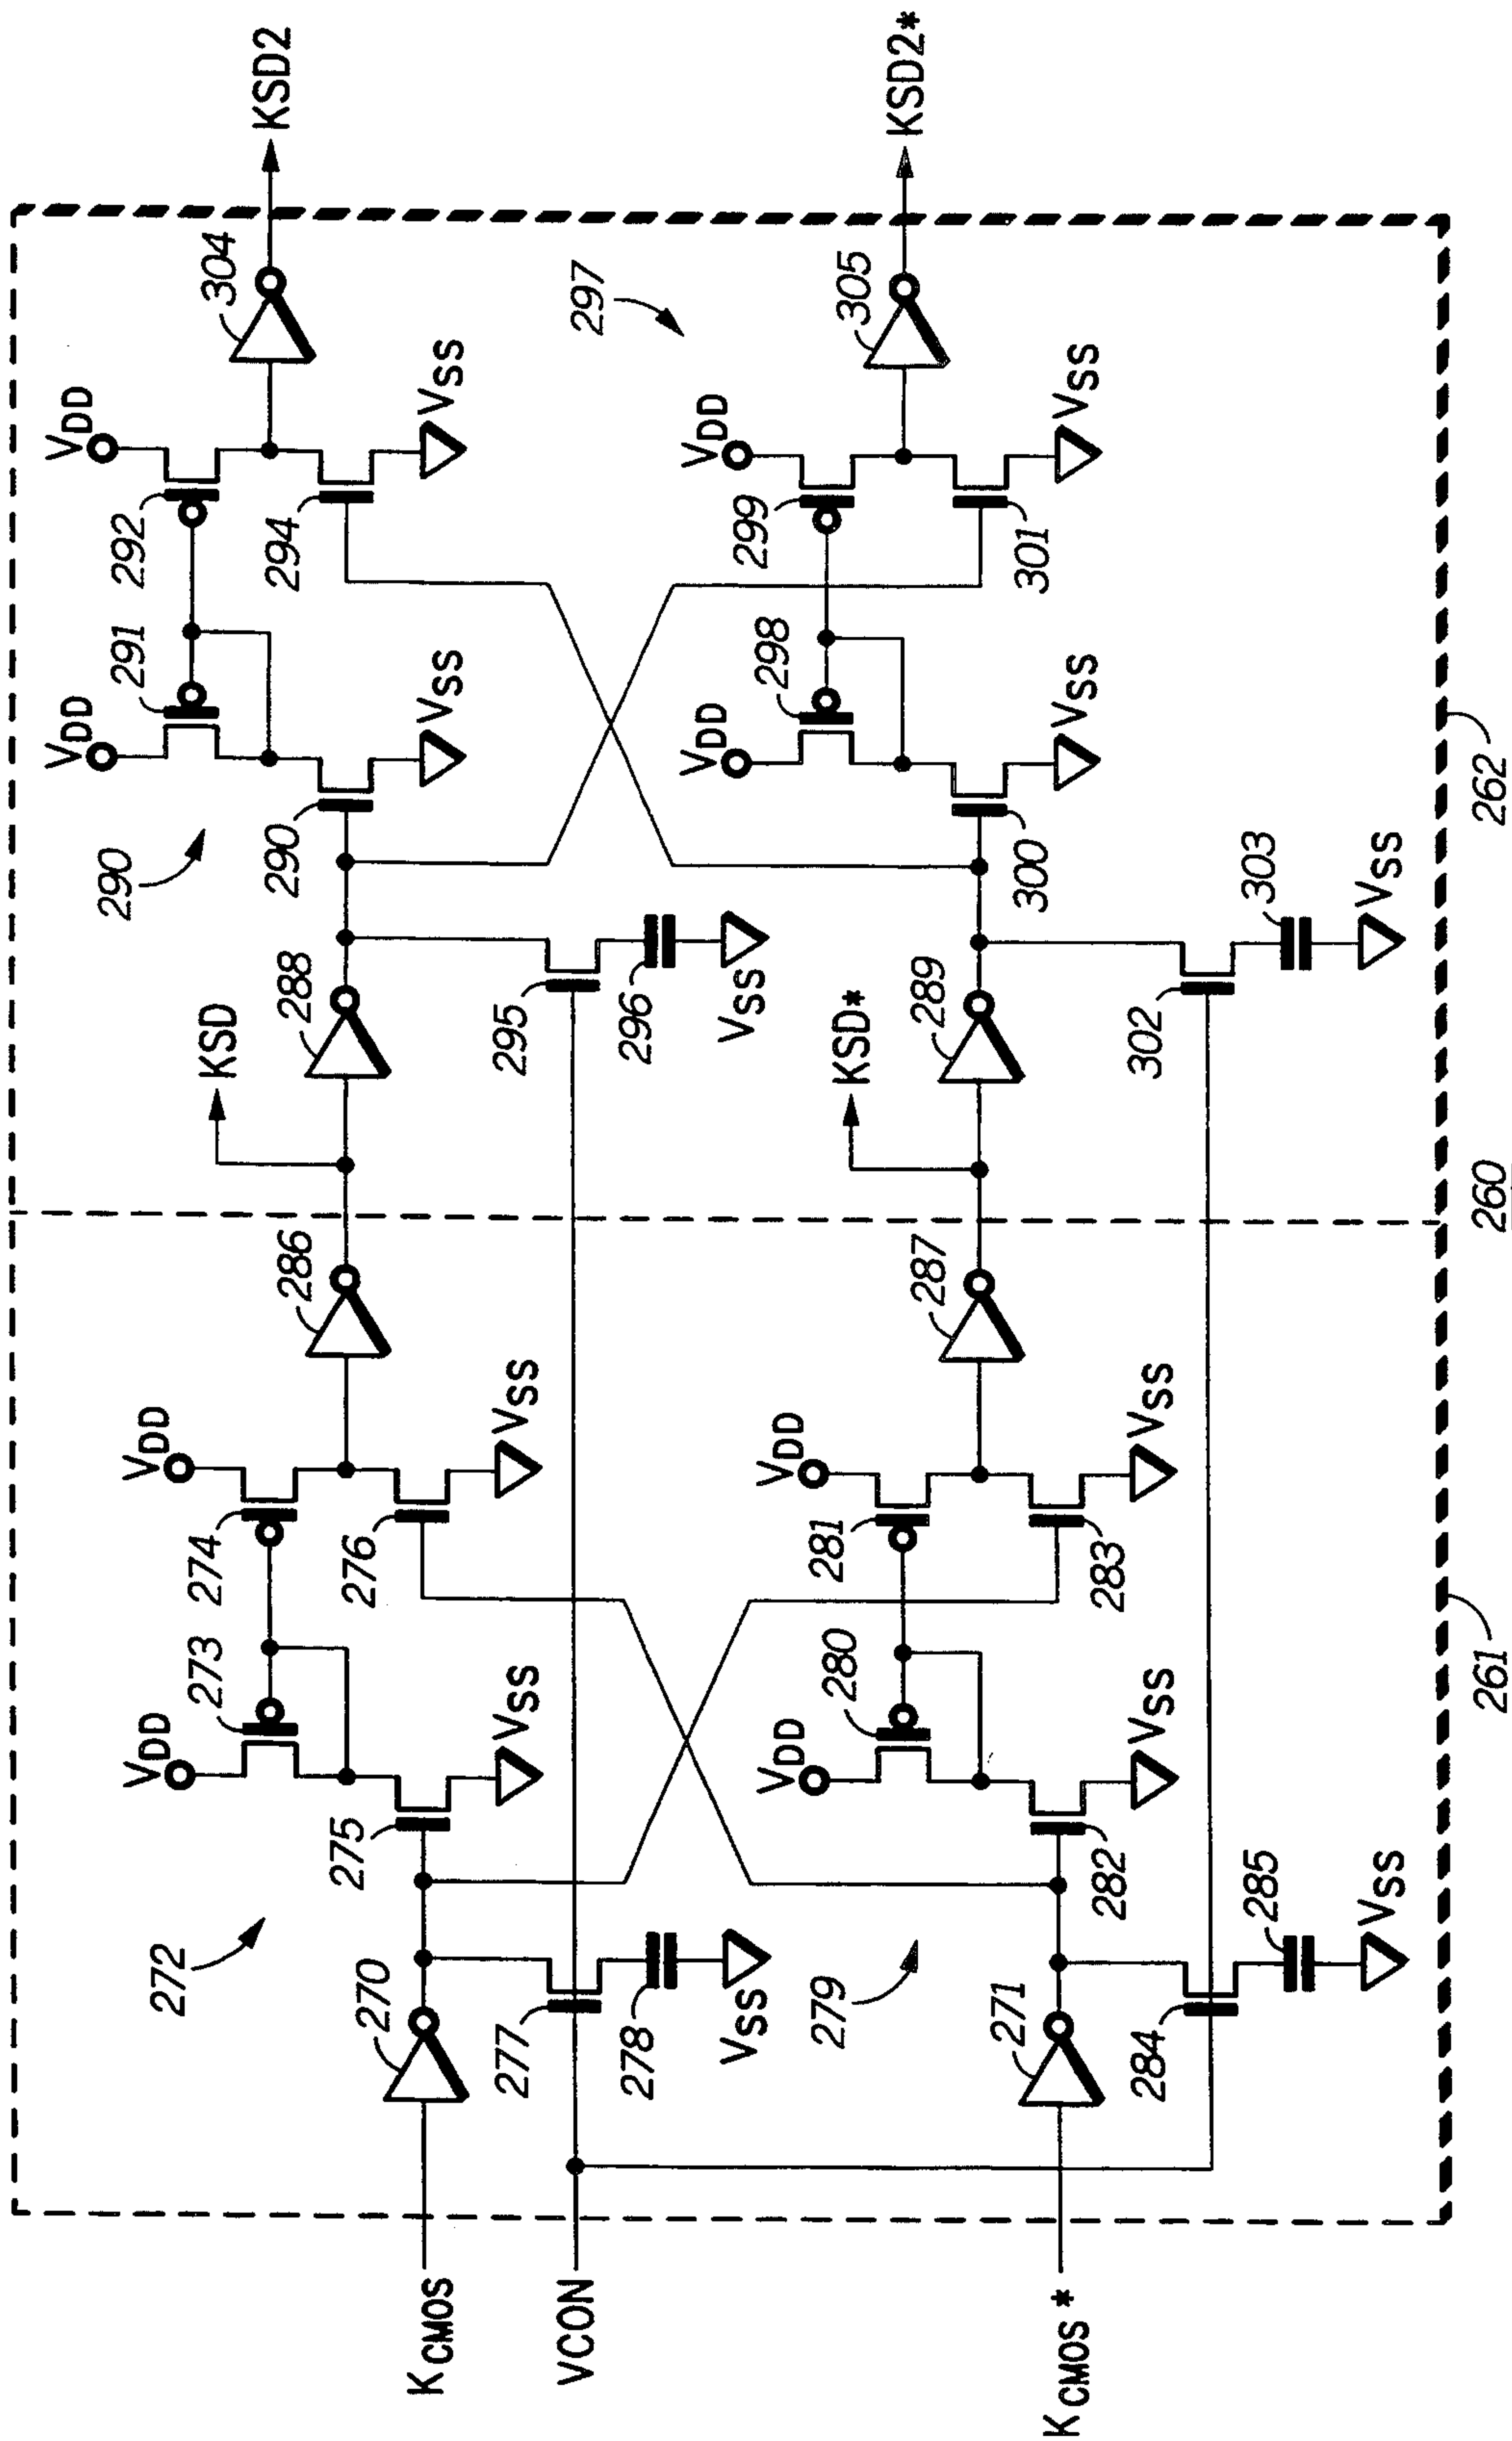 KSD2
304
VDD
292
294
VSS
VDD
291
290
290
VSS
KSD2*
297
305
VDD
299
301
VSS
VDD
298
300
VSS
KSD
288
295
296
VSS
KSD*
289
302
303
VSS
262
260
286
VDD
274
276
VSS
VDD
273
275
VSS
272
270
277
278
VSS
287
VDD
281
283
VSS
VDD
280
282
VSS
279
271
284
285
VSS
261
KCMOS
VCON
KCMOS*